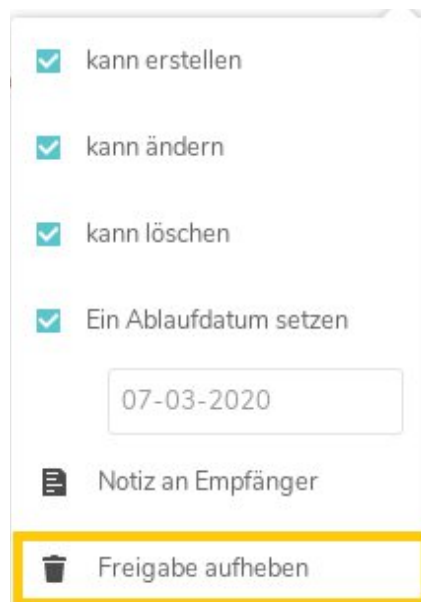 kann erstellen
kann ändern
kann löschen
Ein Ablaufdatum setzen
07-03-2020
Notiz an Empfänger
Freigabe aufheben